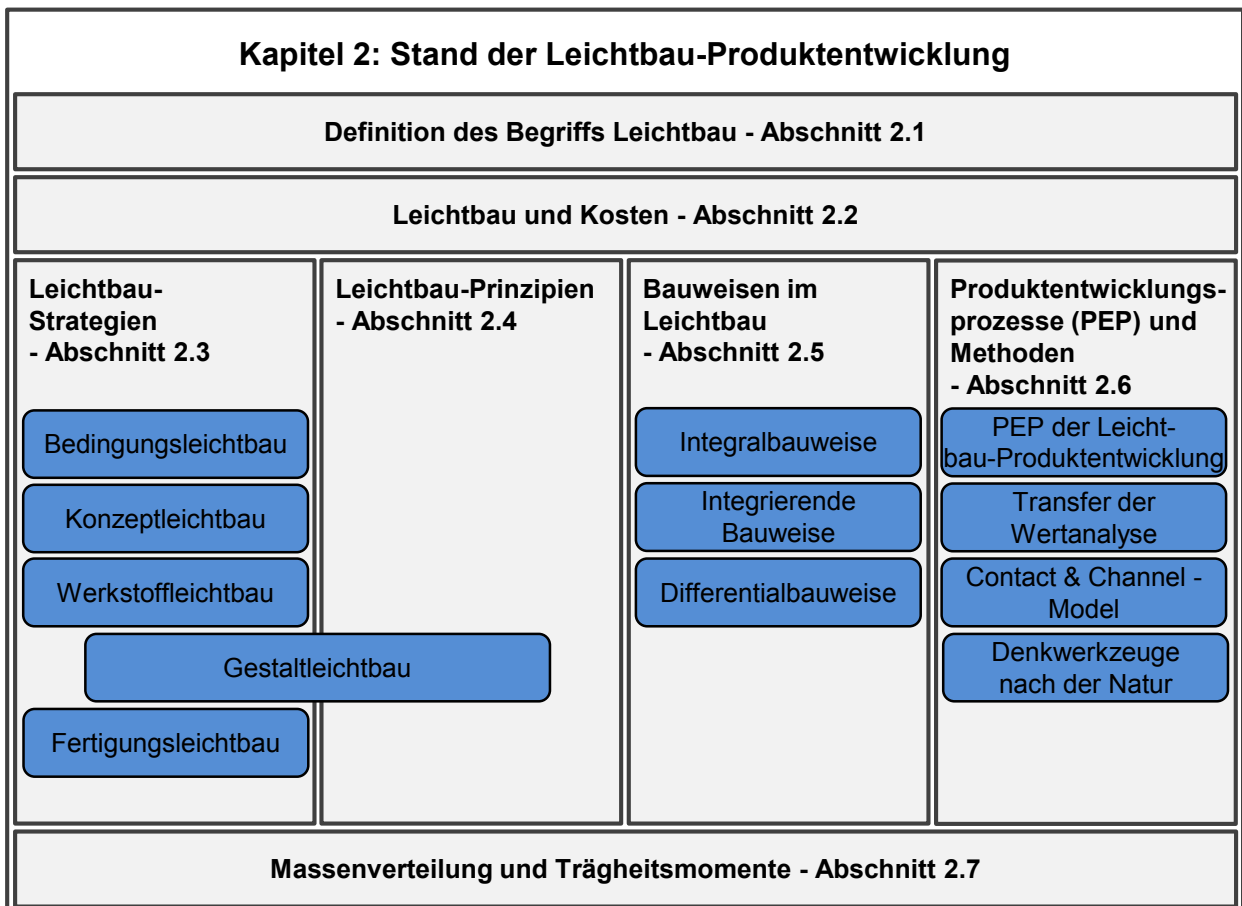 Kapitel 2: Stand der Leichtbau-Produktentwicklung
Definition des Begriffs Leichtbau - Abschnitt 2.1
Leichtbau und Kosten - Abschnitt 2.2
Leichtbau-
Strategien
- Abschnitt 2.3
Bedingungsleichtbau
Konzeptleichtbau
Werkstoffleichtbau
Gestaltleichtbau
Fertigungsleichtbau
Leichtbau-Prinzipien
- Abschnitt 2.4
Bauweisen im
Leichtbau
- Abschnitt 2.5
Integralbauweise
Integrierende
Bauweise
Differentialbauweise
Produktentwicklungs-
prozesse (PEP) und
Methoden
- Abschnitt 2.6
PEP der Leicht-
bau-Produktentwicklung
Transfer der
Wertanalyse
Contact & Channel -
Model
Denkwerkzeuge
nach der Natur
Massenverteilung und Trägheitsmomente - Abschnitt 2.7